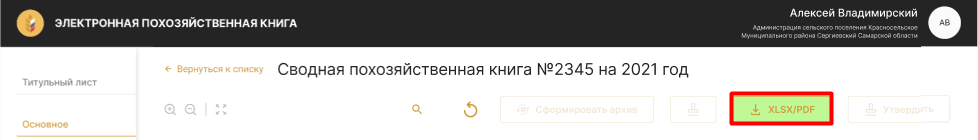 ЭЛЕКТРОННАЯ ПОХОЗЯЙСТВЕННАЯ КНИГА
Алексей Владимирский
Администрация сельского поселения Красносельское
Муниципального района Сергиевский Самарской области
АВ
Титульный лист
Основное
← Вернуться к списку
Сводная похозяйственная книга №2345 на 2021 год
Сформировать архив
XLSX/PDF
Утвердить